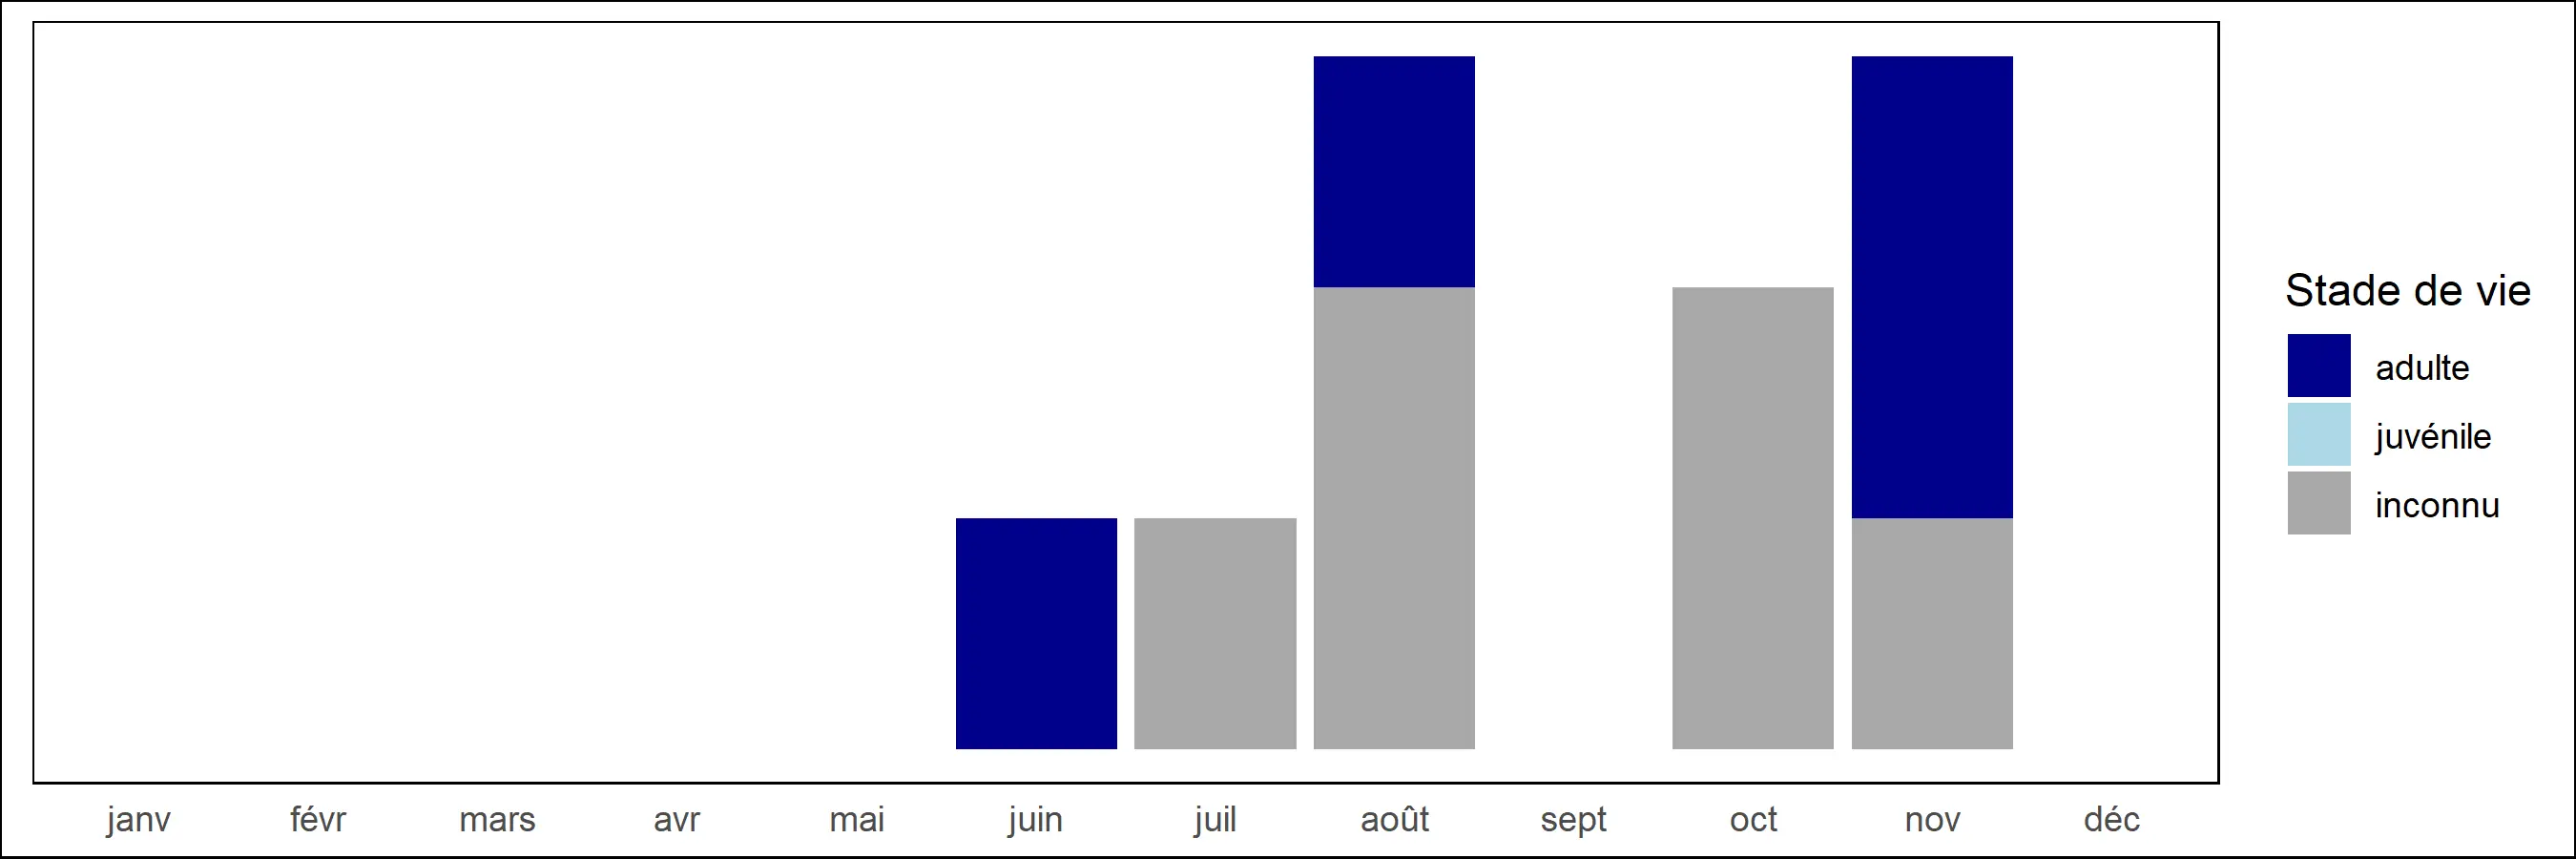 Stade de vie
adulte
juvénile
inconnu
janv févr mars avr mai juin juil août sept oct nov déc